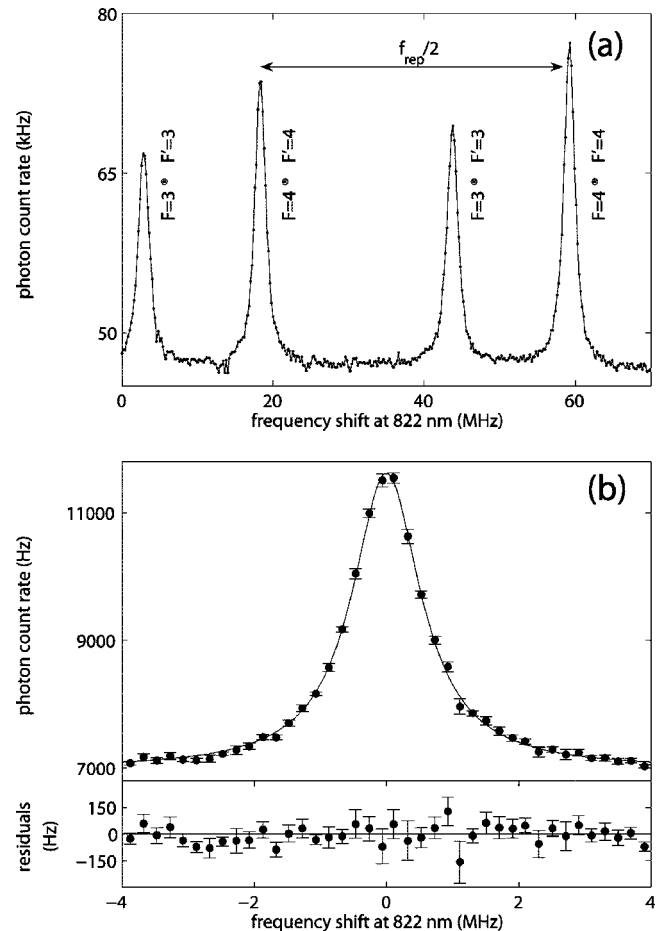 80
(a)
f_rep/2
F=3 ® F'=3
F=4 ® F'=4
F=3 ® F'=3
F=4 ® F'=4
65
50
photon count rate (kHz)
0 20 40 60
frequency shift at 822 nm (MHz)
(b)
11000
9000
7000
photon count rate (Hz)
150
0
−150
residuals
(Hz)
−4 −2 0 2 4
frequency shift at 822 nm (MHz)